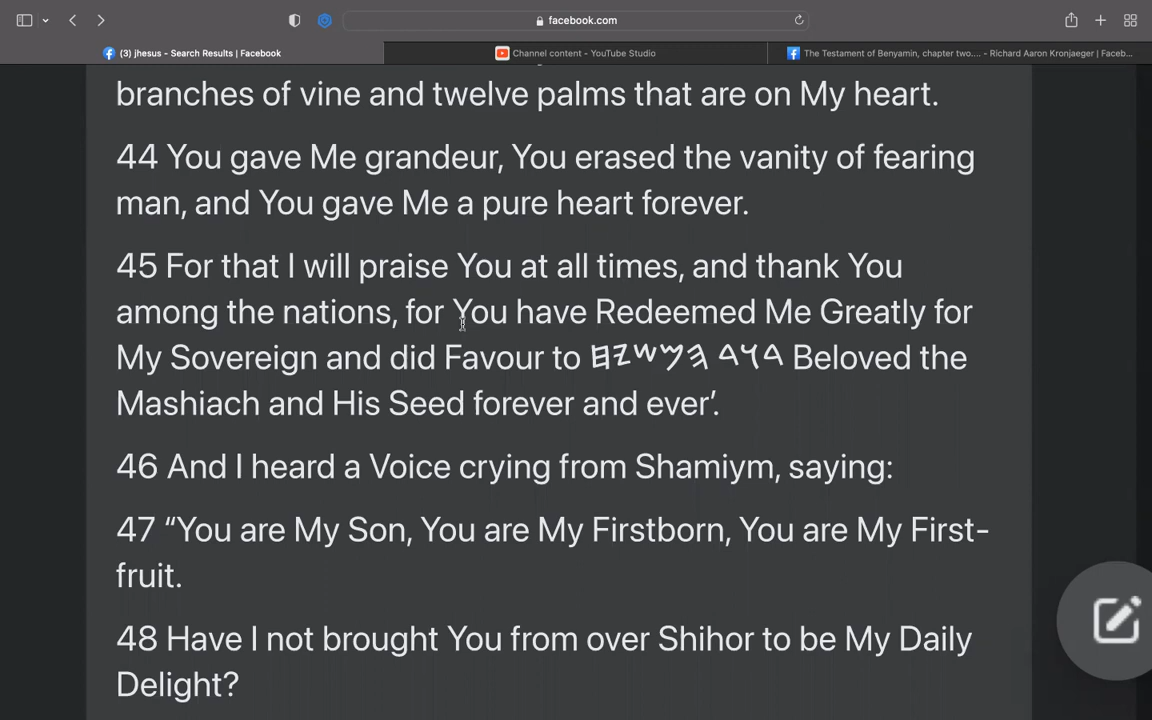 facebook.com
(3) jhesus - Search Results | Facebook
Channel content - YouTube Studio
The Testament of Benyamin, chapter two.... - Richard Aaron Kronjaeger | Faceb...
branches of vine and twelve palms that are on My heart.
44 You gave Me grandeur, You erased the vanity of fearing
man, and You gave Me a pure heart forever.
45 For that I will praise You at all times, and thank You
among the nations, for You have Redeemed Me Greatly for
My Sovereign and did Favour to 𐤃𐤅𐤃 𐤄𐤌𐤔𐤉𐤇 Beloved the
Mashiach and His Seed forever and ever’.
46 And I heard a Voice crying from Shamiym, saying:
47 “You are My Son, You are My Firstborn, You are My First-
fruit.
48 Have I not brought You from over Shihor to be My Daily
Delight?